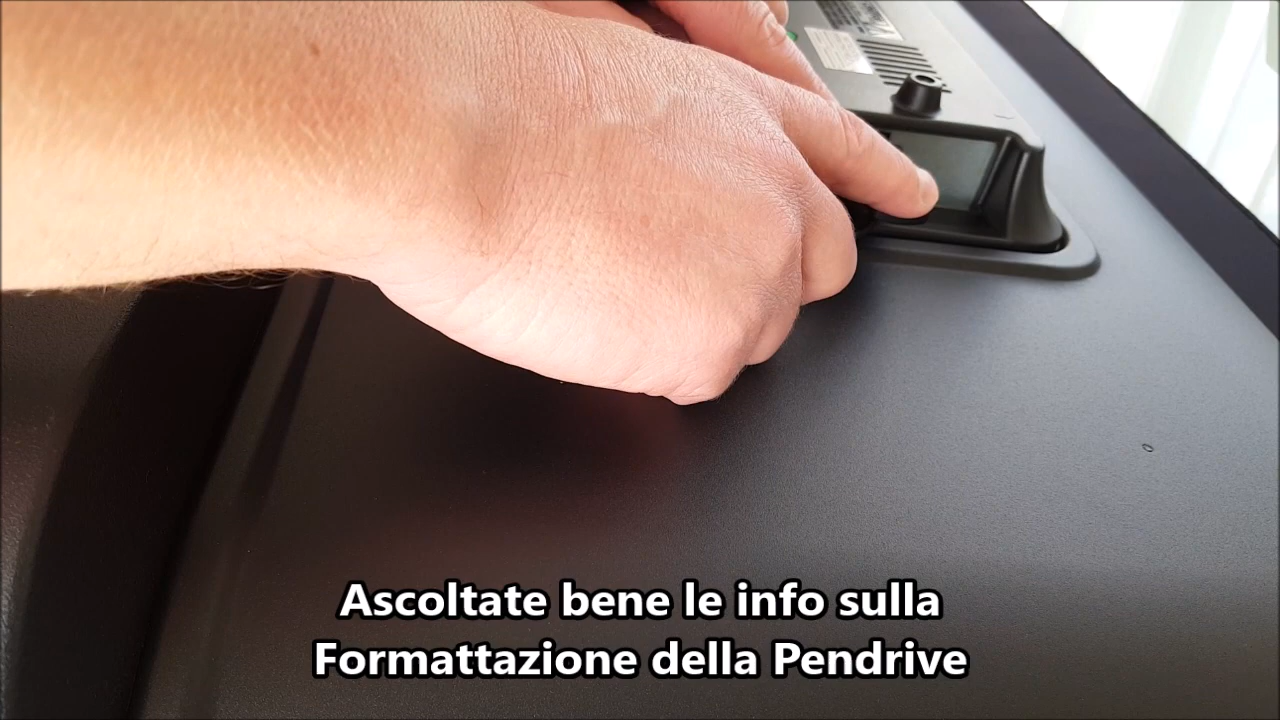 Ascoltate bene le info sulla
Formattazione della Pendrive